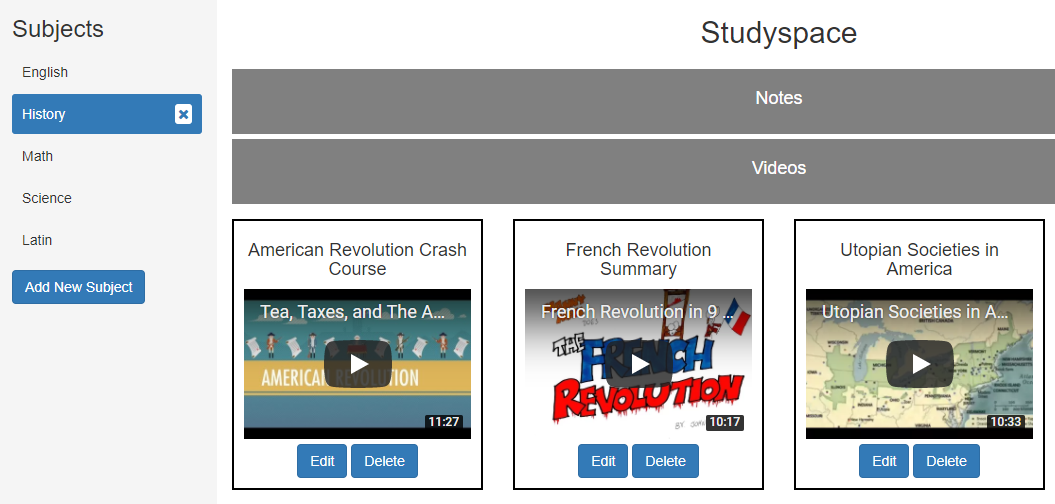 Subjects
English
History
Math
Science
Latin
Add New Subject
Studyspace
Notes
Videos
American Revolution Crash
Course
Tea, Taxes, and The A...
AMERICAN REVOLUTION
11:27
Edit Delete
French Revolution
Summary
French Revolution in 9 ...
THE
FRENCH
REVOLUTION
10:17
Edit Delete
Utopian Societies in
America
Utopian Societies in A...
10:33
Edit Delete